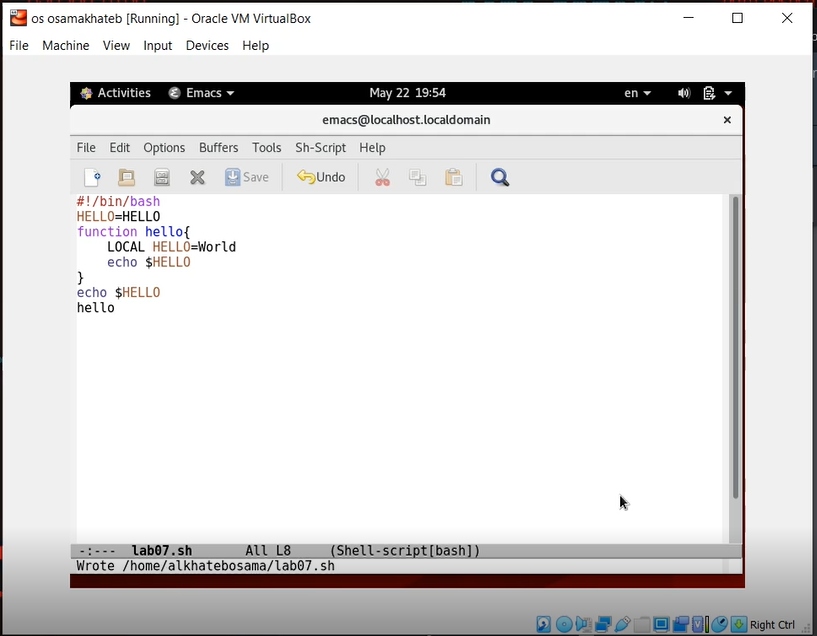 os osamakhateb [Running] - Oracle VM VirtualBox
File Machine View Input Devices Help
Activities Emacs May 22 19:54 en
emacs@localhost.localdomain
File Edit Options Buffers Tools Sh-Script Help
Save Undo
#!/bin/bash
HELLO=HELLO
function hello{
    LOCAL HELLO=World
    echo $HELLO
}
echo $HELLO
hello
-:--- lab07.sh All L8 (Shell-script[bash])
Wrote /home/alkhatebosama/lab07.sh
Right Ctrl